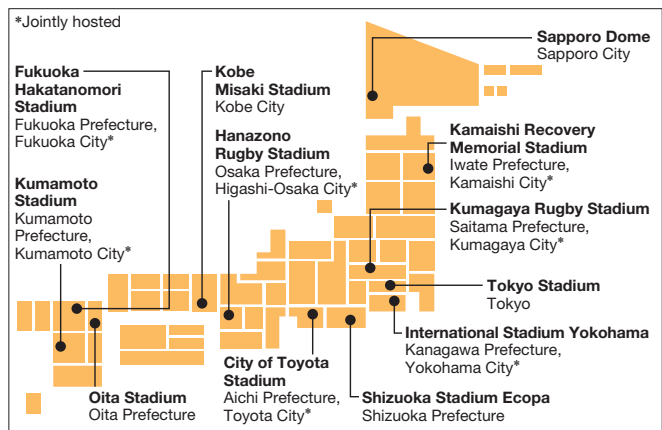 *Jointly hosted
Sapporo Dome
Sapporo City
Fukuoka
Hakatanomori
Stadium
Fukuoka Prefecture,
Fukuoka City*
Kobe
Misaki Stadium
Kobe City
Hanazono
Rugby Stadium
Osaka Prefecture,
Higashi-Osaka City*
Kamaishi Recovery
Memorial Stadium
Iwate Prefecture,
Kamaishi City*
Kumamoto
Stadium
Kumamoto
Prefecture,
Kumamoto City*
Kumagaya Rugby Stadium
Saitama Prefecture,
Kumagaya City*
Tokyo Stadium
Tokyo
International Stadium Yokohama
Kanagawa Prefecture,
Yokohama City*
City of Toyota
Stadium
Aichi Prefecture,
Toyota City*
Oita Stadium
Oita Prefecture
Shizuoka Stadium Ecopa
Shizuoka Prefecture